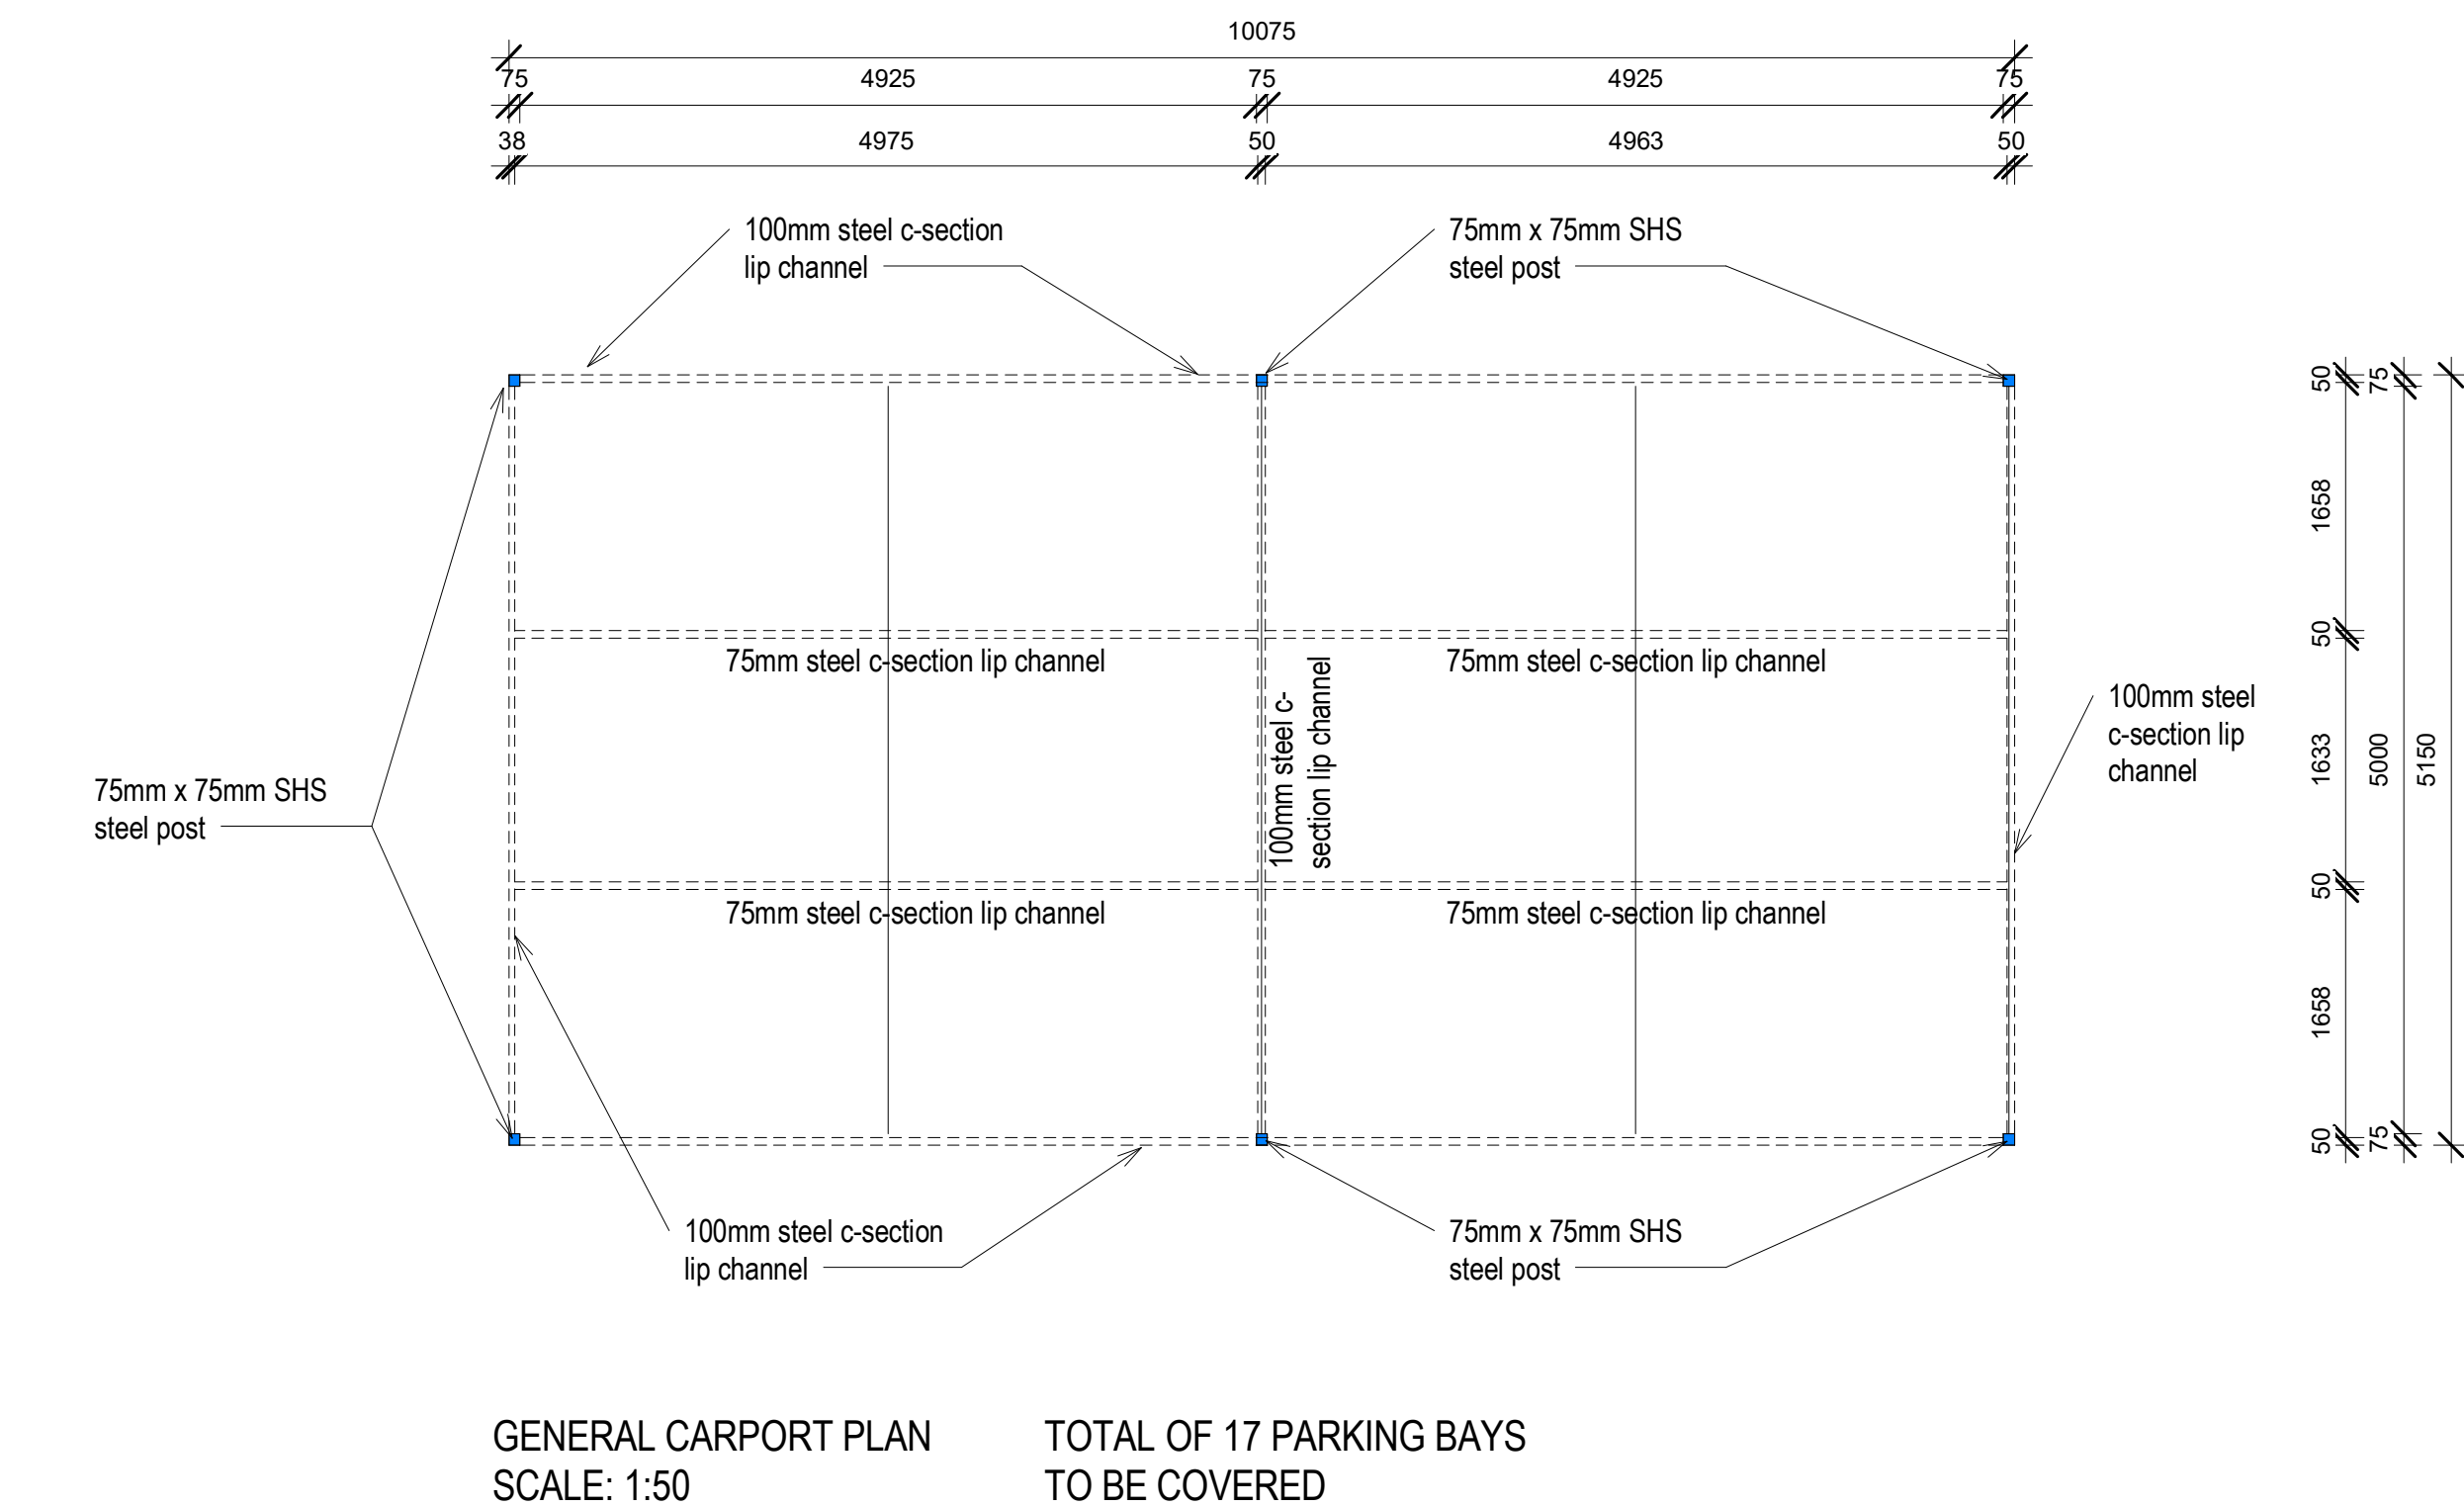 10075
75 4925 75 4925 75
38 4975 50 4963 50
100mm steel c-section
lip channel
75mm x 75mm SHS
steel post
50 75
1658
50
75mm steel c-section lip channel
75mm steel c-section lip channel
100mm steel c-
section lip channel
100mm steel
c-section lip
channel
1633 5000 5150
75mm x 75mm SHS
steel post
50
75mm steel c-section lip channel
75mm steel c-section lip channel
1658
50 75
100mm steel c-section
lip channel
75mm x 75mm SHS
steel post
GENERAL CARPORT PLAN
SCALE: 1:50
TOTAL OF 17 PARKING BAYS
TO BE COVERED